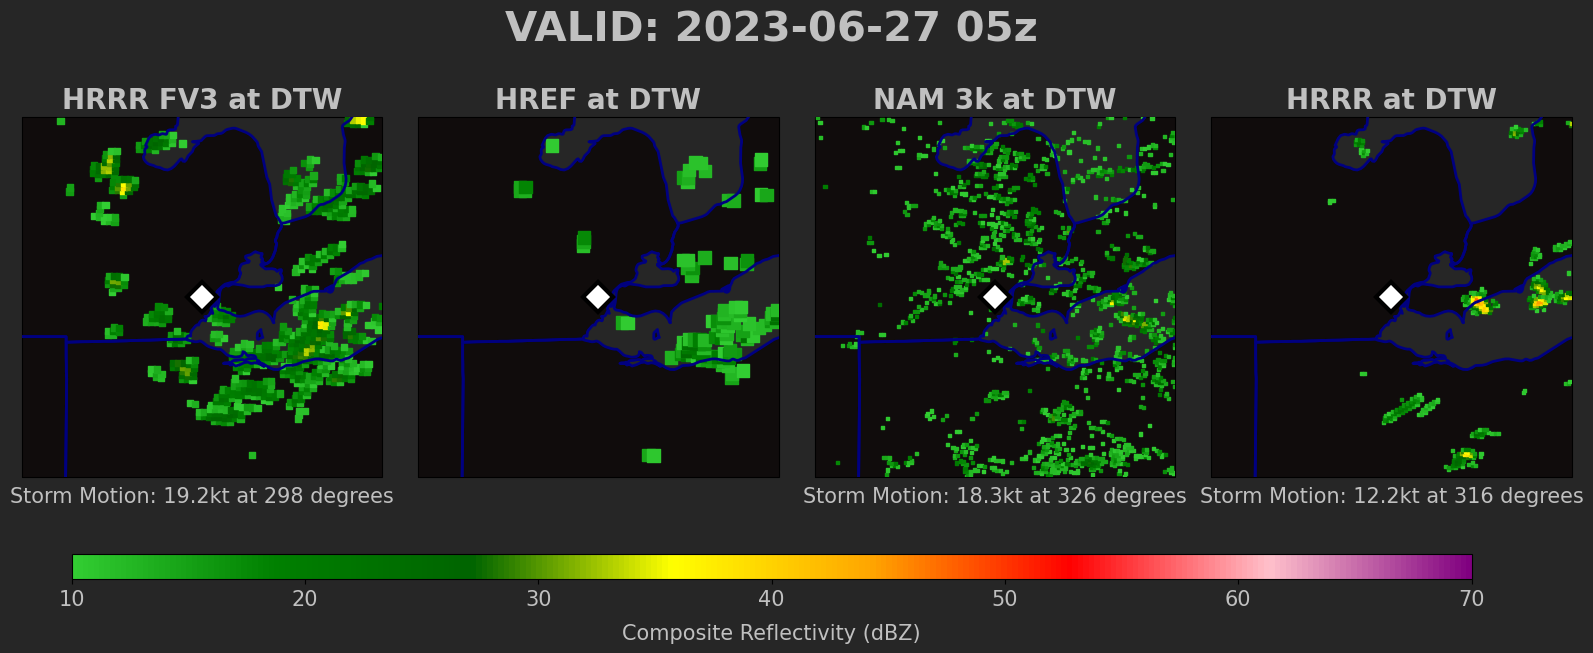 VALID: 2023-06-27 05z
HRRR FV3 at DTW
HREF at DTW
NAM 3k at DTW
HRRR at DTW
Storm Motion: 19.2kt at 298 degrees
Storm Motion: 18.3kt at 326 degrees
Storm Motion: 12.2kt at 316 degrees
10 20 30 40 50 60 70
Composite Reflectivity (dBZ)